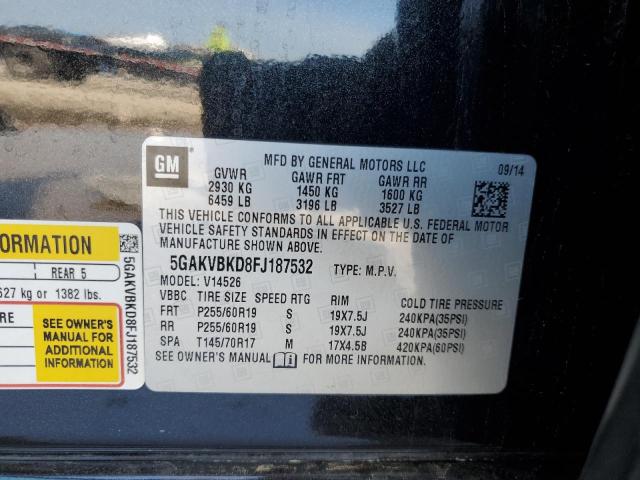 GM
MFD BY GENERAL MOTORS LLC 09/14
GVWR GAWR FRT GAWR RR
2930 KG 1450 KG 1600 KG
6459 LB 3196 LB 3527 LB
THIS VEHICLE CONFORMS TO ALL APPLICABLE U.S. FEDERAL MOTOR
VEHICLE SAFETY STANDARDS IN EFFECT ON THE DATE OF
MANUFACTURE SHOWN ABOVE.
5GAKVBKD8FJ187532 TYPE: M.P.V.
MODEL: V14526
VBBC TIRE SIZE SPEED RTG RIM COLD TIRE PRESSURE
FRT P255/60R19 S 19X7.5J 240KPA(35PSI)
RR P255/60R19 S 19X7.5J 240KPA(35PSI)
SPA T145/70R17 M 17X4.5B 420KPA(60PSI)
SEE OWNER'S MANUAL FOR MORE INFORMATION.
ORMATION
REAR 5
627 kg or 1382 lbs.
RE
SEE OWNER'S
MANUAL FOR
ADDITIONAL
INFORMATION
5GAKVBKD8FJ187532